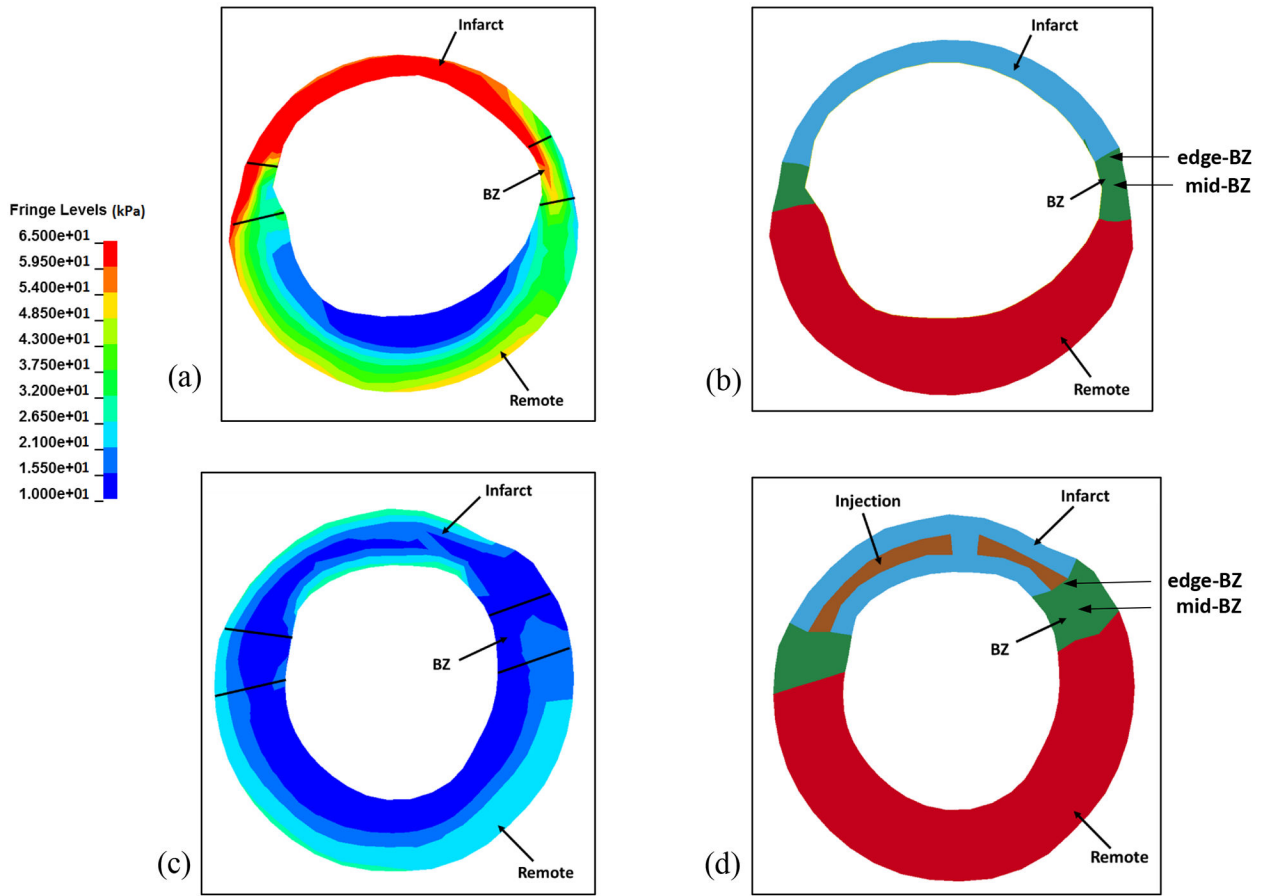 Infarct
BZ
Remote
(a)
Fringe Levels (kPa)
6.500e+01
5.950e+01
5.400e+01
4.850e+01
4.300e+01
3.750e+01
3.200e+01
2.650e+01
2.100e+01
1.550e+01
1.000e+01
Infarct
edge-BZ
mid-BZ
BZ
Remote
(b)
Infarct
BZ
Remote
(c)
Injection
Infarct
edge-BZ
mid-BZ
BZ
Remote
(d)